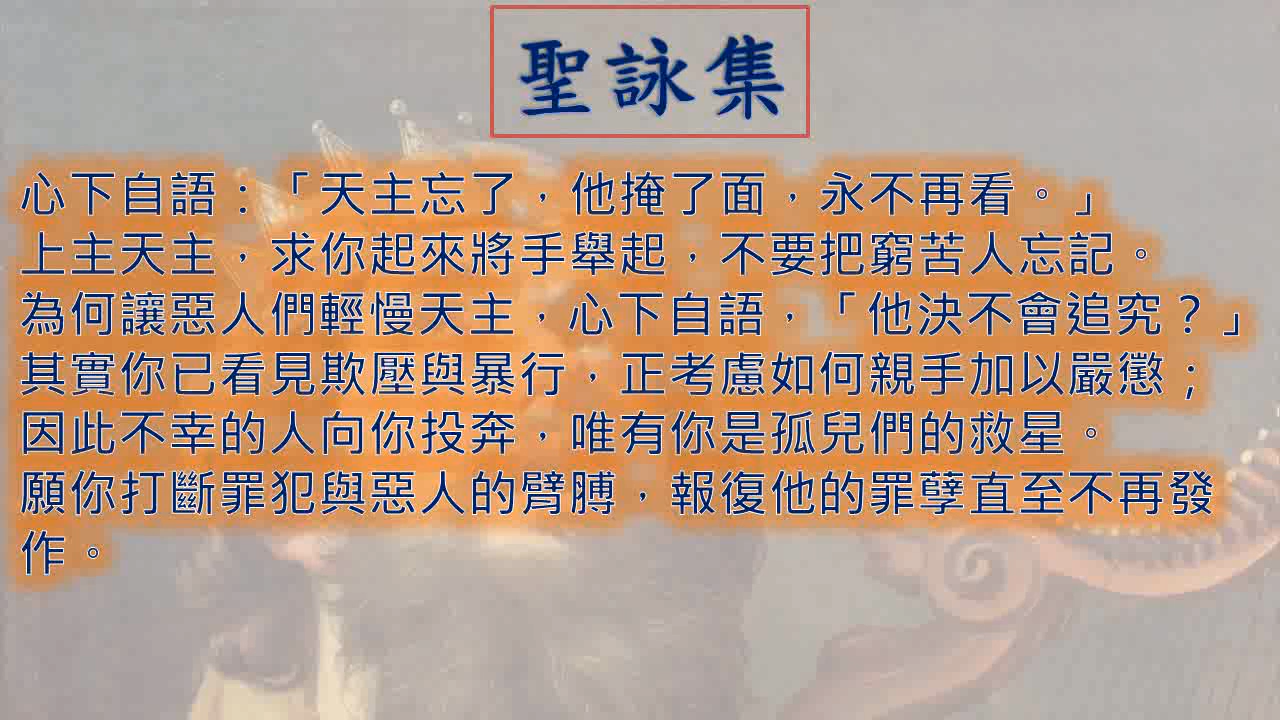 聖詠集
心下自語：「天主忘了，他掩了面，永不再看。」
上主天主，求你起來將手舉起，不要把窮苦人忘記。
為何讓惡人們輕慢天主，心下自語，「他決不會追究？」
其實你已看見欺壓與暴行，正考慮如何親手加以嚴懲；
因此不幸的人向你投奔，唯有你是孤兒們的救星。
願你打斷罪犯與惡人的臂膊，報復他的罪孽直至不再發
作。